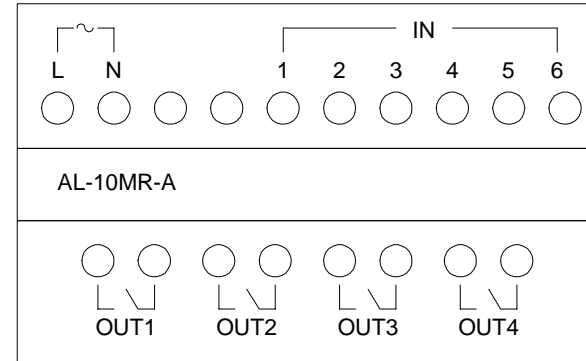 IN
L N 1 2 3 4 5 6
AL-10MR-A
OUT1 OUT2 OUT3 OUT4